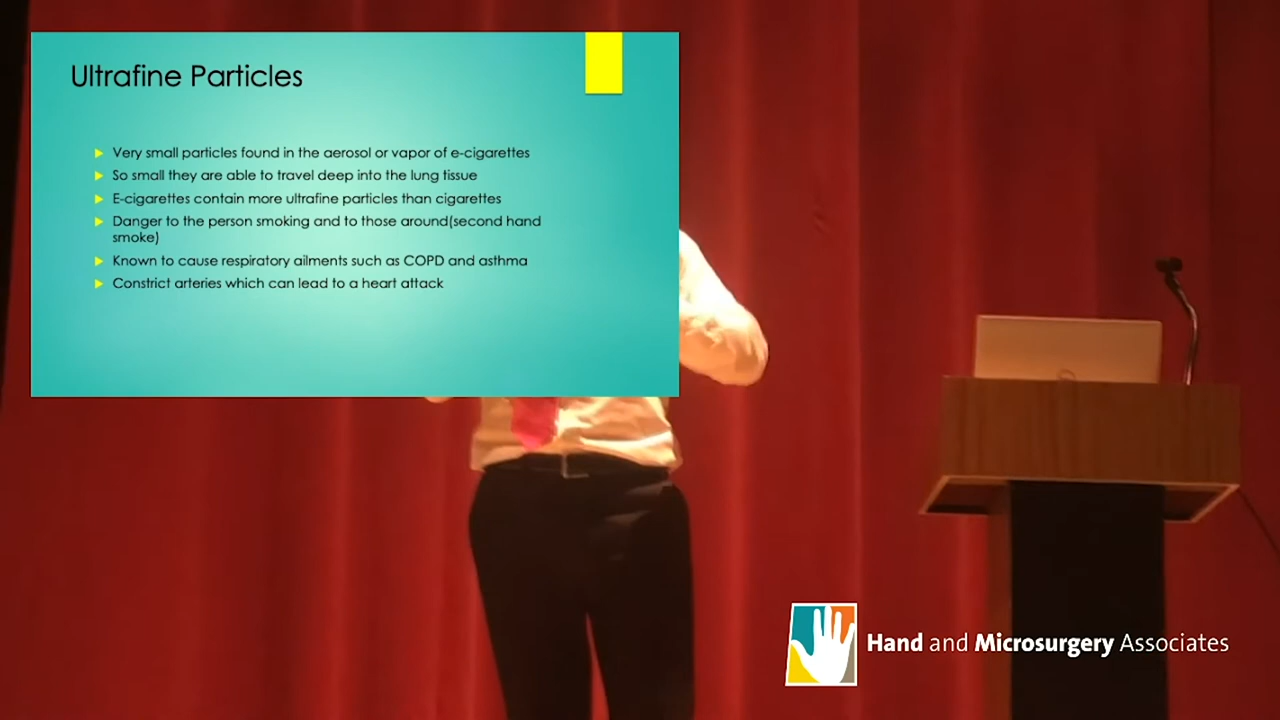 Ultrafine Particles
Very small particles found in the aerosol or vapor of e-cigarettes
So small they are able to travel deep into the lung tissue
E-cigarettes contain more ultrafine particles than cigarettes
Danger to the person smoking and to those around(second hand
smoke)
Known to cause respiratory ailments such as COPD and asthma
Constrict arteries which can lead to a heart attack
Hand and Microsurgery Associates